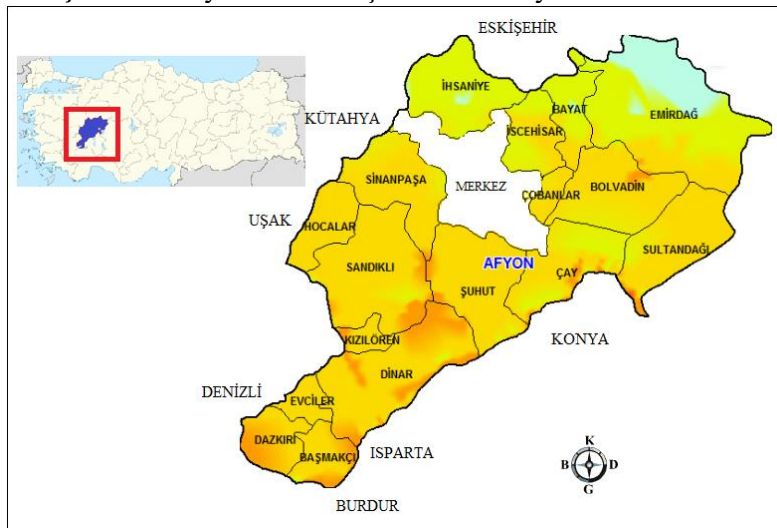 ESKİŞEHİR
İHSANİYE
BAYAT
EMİRDAĞ
KÜTAHYA
İSCEHİSAR
SİNANPAŞA
MERKEZ
ÇOBANLAR
BOLVADİN
UŞAK
HOCALAR
SULTANDAĞI
SANDIKLI
AFYON
ÇAY
ŞUHUT
KIZILÖREN
KONYA
DİNAR
DENİZLİ
EVCİLER
DAZKIRI
BAŞMAKÇI
ISPARTA
K
B D
G
BURDUR